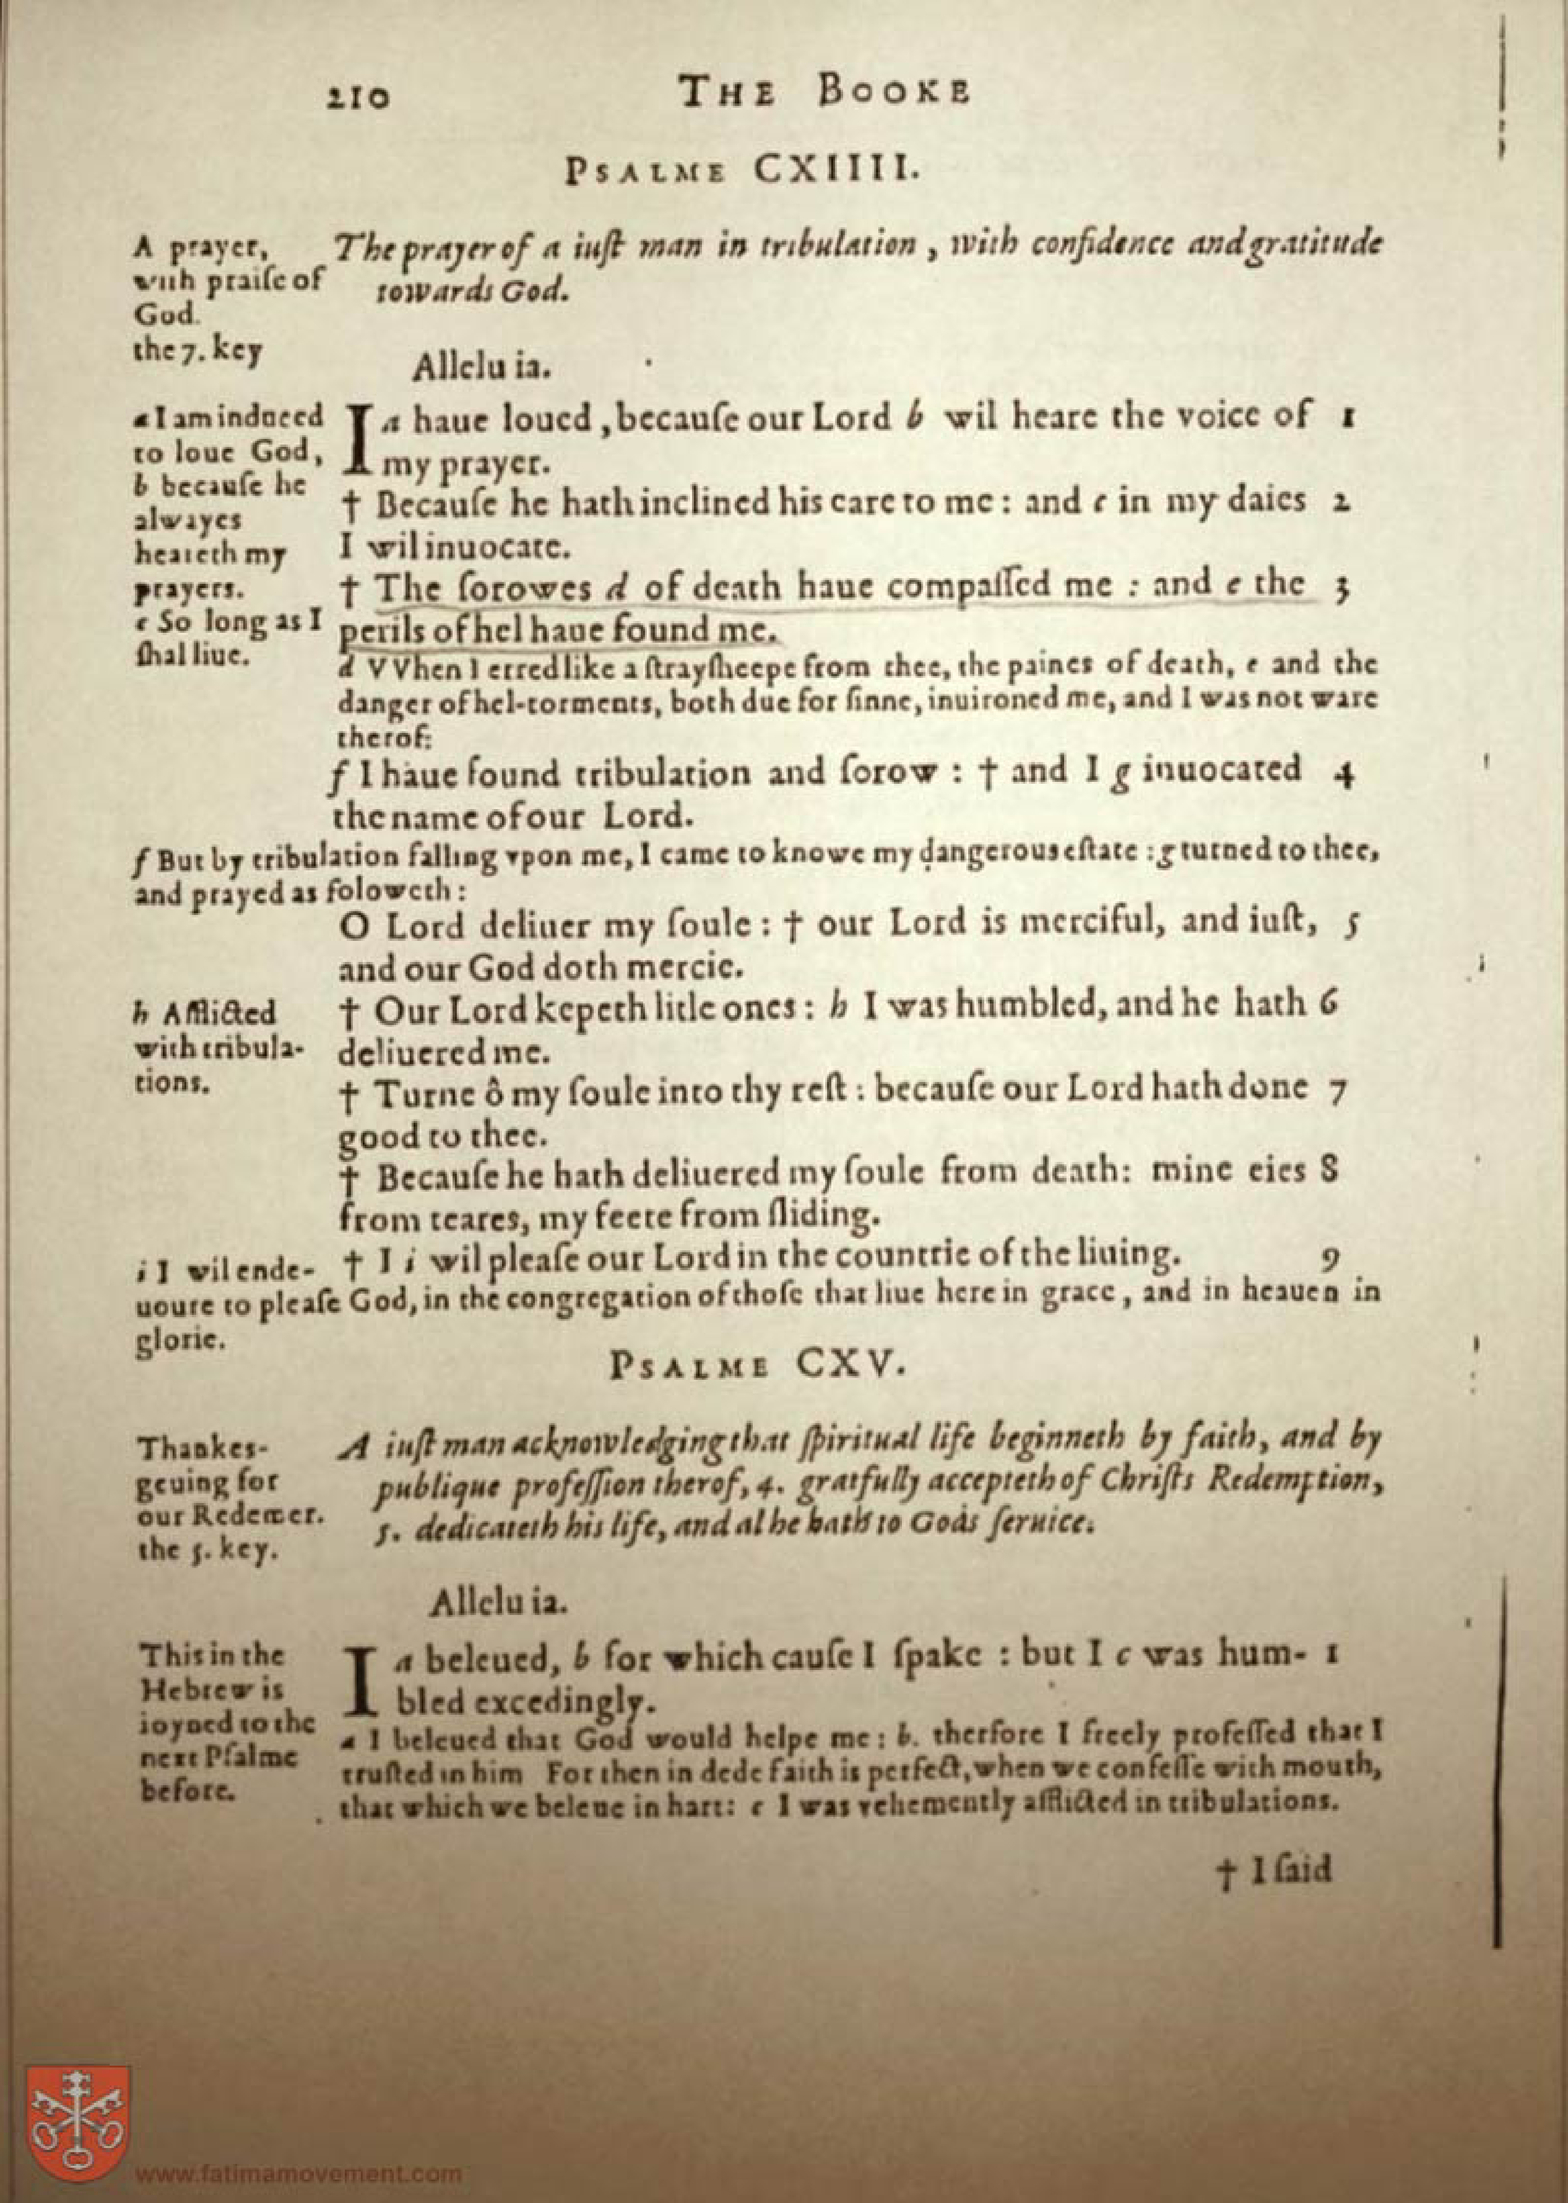 210 THE BOOKE
PSALME CXIIII.
A prayer,
with praiſe of
God.
the 7. key
The prayer of a iuſt man in tribulation , with confidence and gratitude
towards God.
Allelu ia.
a I am induced
to loue God,
b becauſe he
alwayes
heareth my
prayers.
c So long as I
ſhal liue.
I a haue loued , becauſe our Lord b wil heare the voice of 1
my prayer.
† Becauſe he hath inclined his eare to me : and c in my daies 2
I wil inuocate.
† The ſorowes d of death haue compaſſed me : and e the 3
perils of hel haue found me.
d VVhen I erred like a ſtray ſheepe from thee, the paines of death, e and the
danger of hel-torments, both due for ſinne, inuironed me, and I was not ware
therof:
f I haue found tribulation and ſorow : † and I g inuocated 4
the name of our Lord.
f But by tribulation falling vpon me, I came to knowe my dangerous eſtate : g turned to thee,
and prayed as foloweth :
O Lord deliuer my ſoule : † our Lord is merciful, and iuſt, 5
and our God doth mercie.
h Afflicted
with tribula-
tions.
† Our Lord kepeth litle ones : h I was humbled, and he hath 6
deliuered me.
† Turne ô my ſoule into thy reſt : becauſe our Lord hath done 7
good to thee.
† Becauſe he hath deliuered my ſoule from death: mine eies 8
from teares, my feete from ſliding.
† I i wil pleaſe our Lord in the countrie of the liuing. 9
i I wil ende-
uoure to pleaſe God, in the congregation of thoſe that liue here in grace , and in heauen in
glorie.
PSALME CXV.
Thankes-
geuing for
our Redemer.
the 5. key.
A iuſt man acknowledging that ſpiritual life beginneth by faith, and by
publique profeſſion therof, 4. gratfully accepteth of Chriſts Redemption,
5. dedicateth his life, and al he hath to Gods ſeruice.
Allelu ia.
This in the
Hebrew is
ioyned to the
next Pſalme
before.
I a beleued, b for which cauſe I ſpake : but I c was hum- 1
bled excedingly.
a I beleued that God would helpe me : b. therfore I freely profeſſed that I
truſted in him For then in dede faith is perfect, when we confeſſe with mouth,
that which we beleue in hart: c I was vehemently afflicted in tribulations.
† I ſaid
www.fatimamovement.com